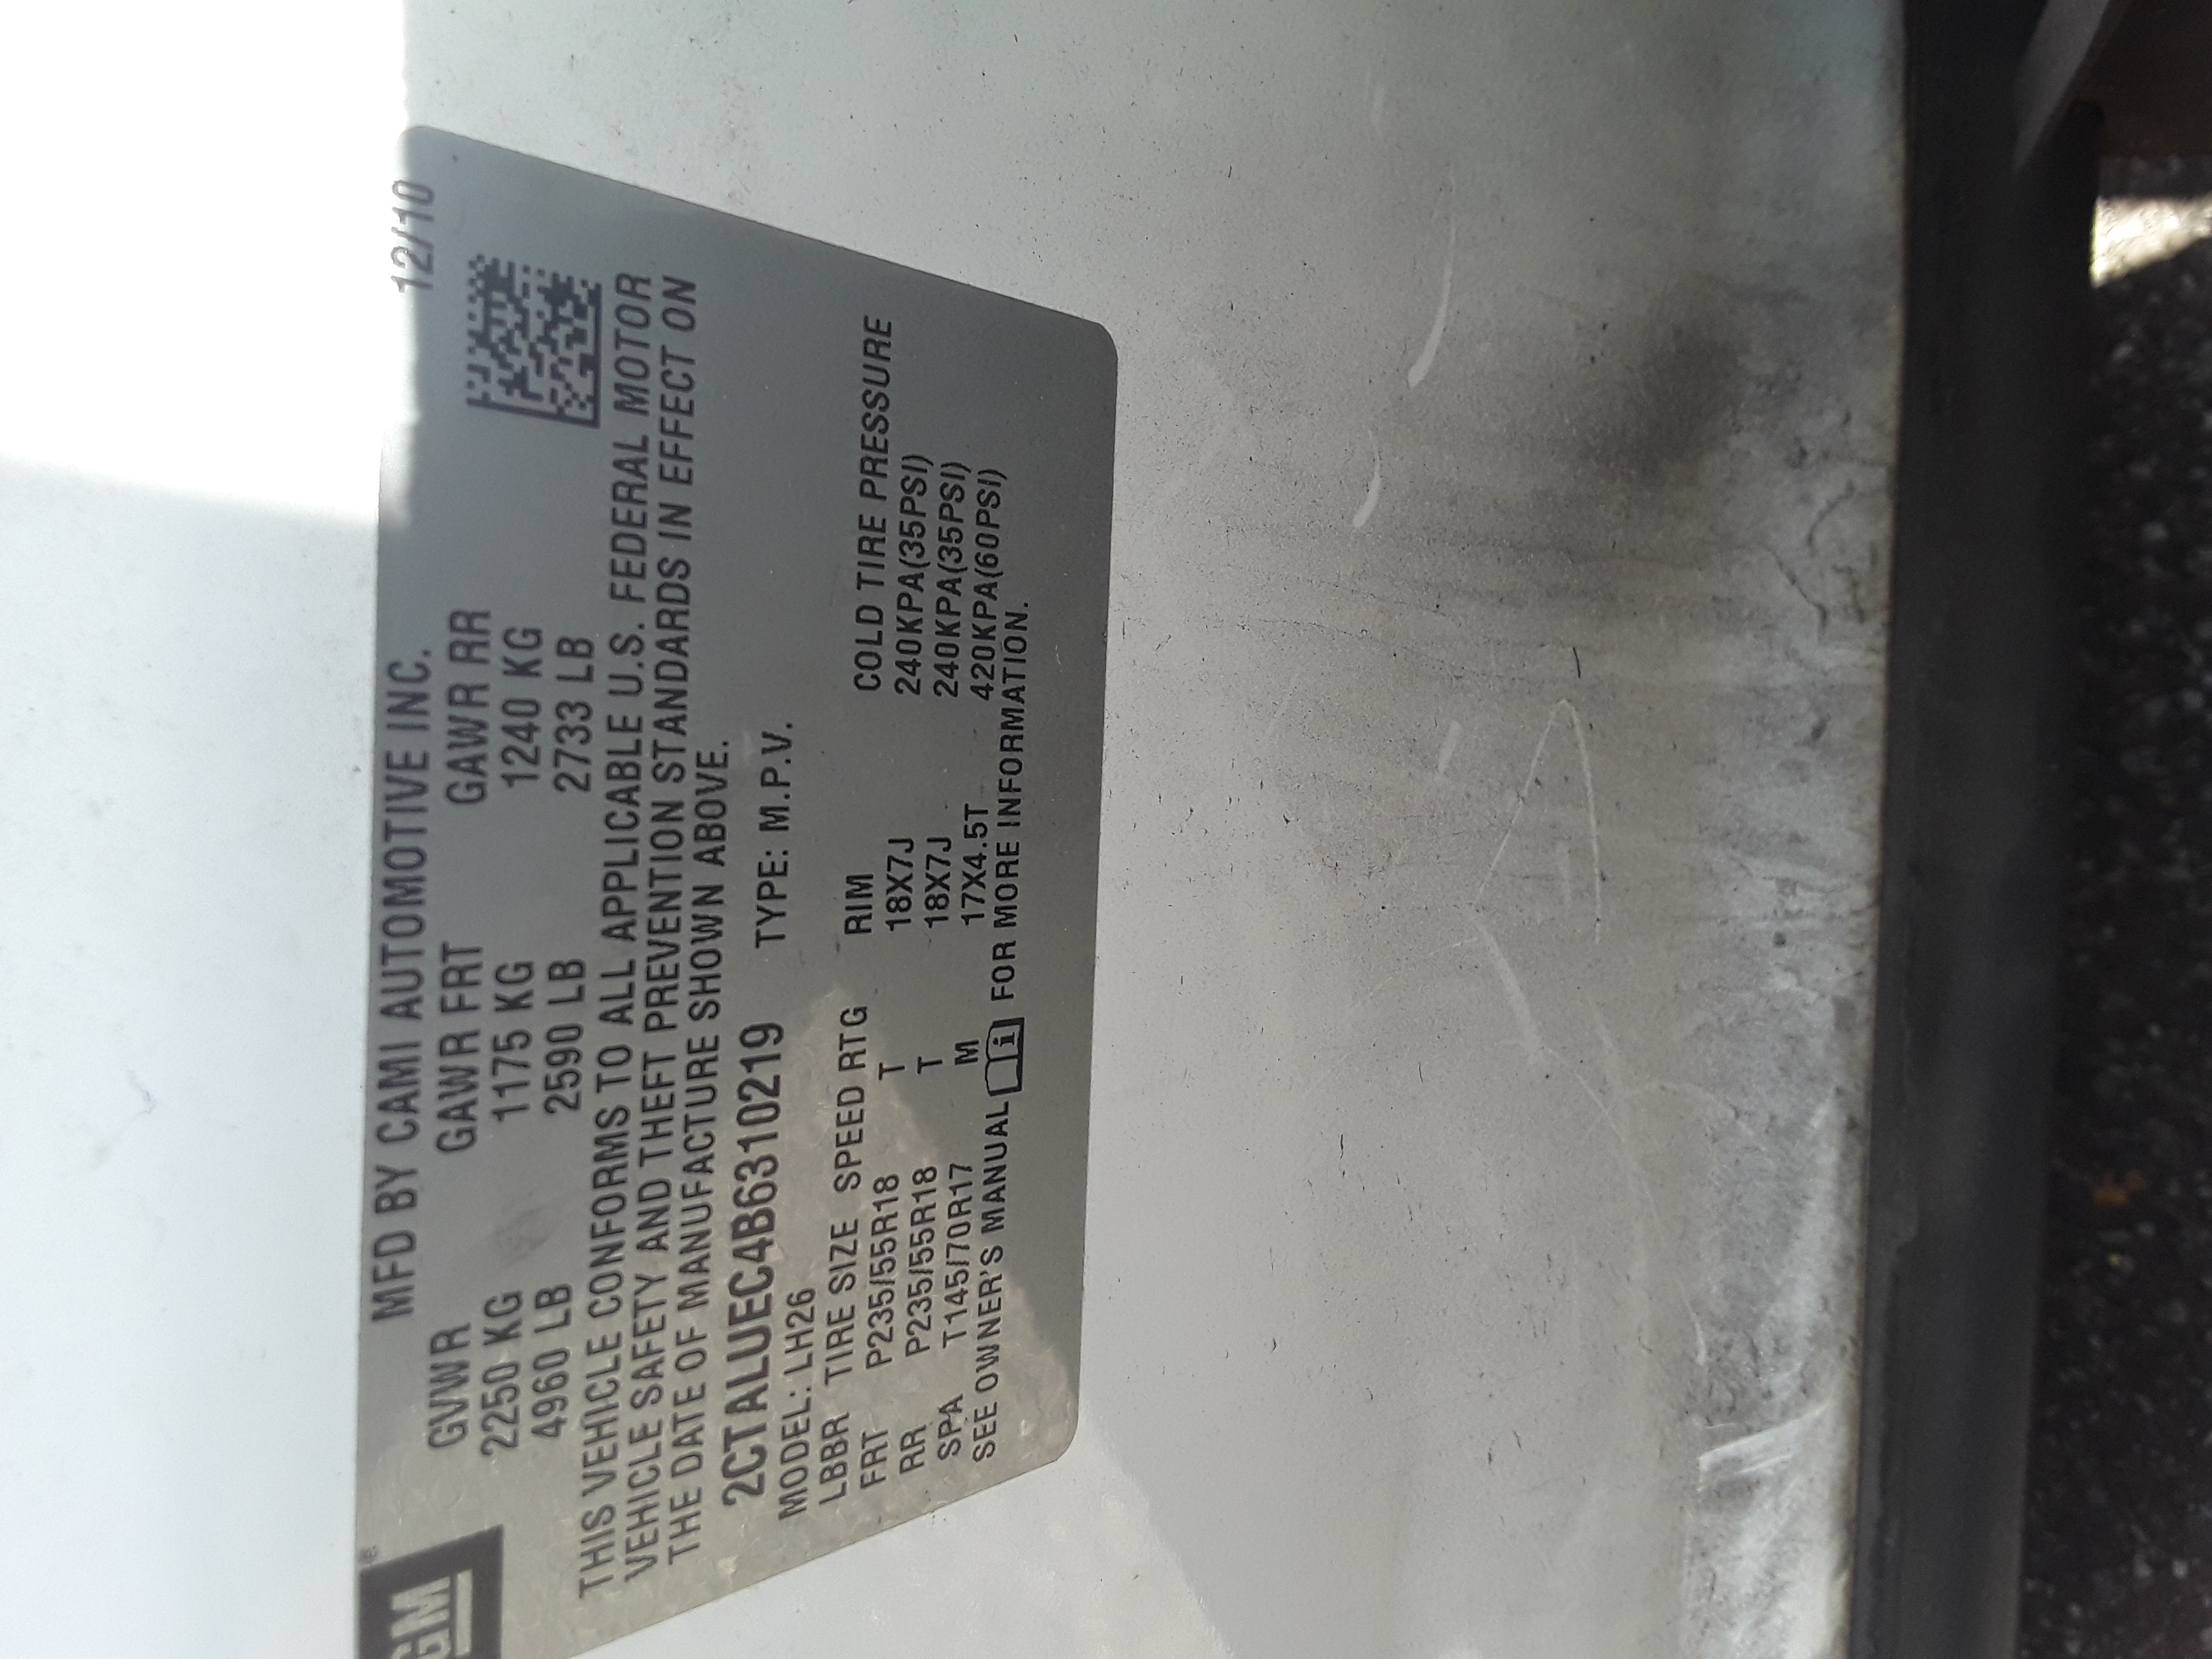 GM
MFD BY CAMI AUTOMOTIVE INC. 12/10
GVWR GAWR FRT GAWR RR
2250 KG 1175 KG 1240 KG
4960 LB 2590 LB 2733 LB
THIS VEHICLE CONFORMS TO ALL APPLICABLE U.S. FEDERAL MOTOR
VEHICLE SAFETY AND THEFT PREVENTION STANDARDS IN EFFECT ON
THE DATE OF MANUFACTURE SHOWN ABOVE.
2CTALUEC4B6310219 TYPE: M.P.V.
MODEL: LH26
LBBR TIRE SIZE SPEED RTG RIM COLD TIRE PRESSURE
FRT P235/55R18 T 18X7J 240KPA(35PSI)
RR P235/55R18 T 18X7J 240KPA(35PSI)
SPA T145/70R17 M 17X4.5T 420KPA(60PSI)
SEE OWNER'S MANUAL i FOR MORE INFORMATION.